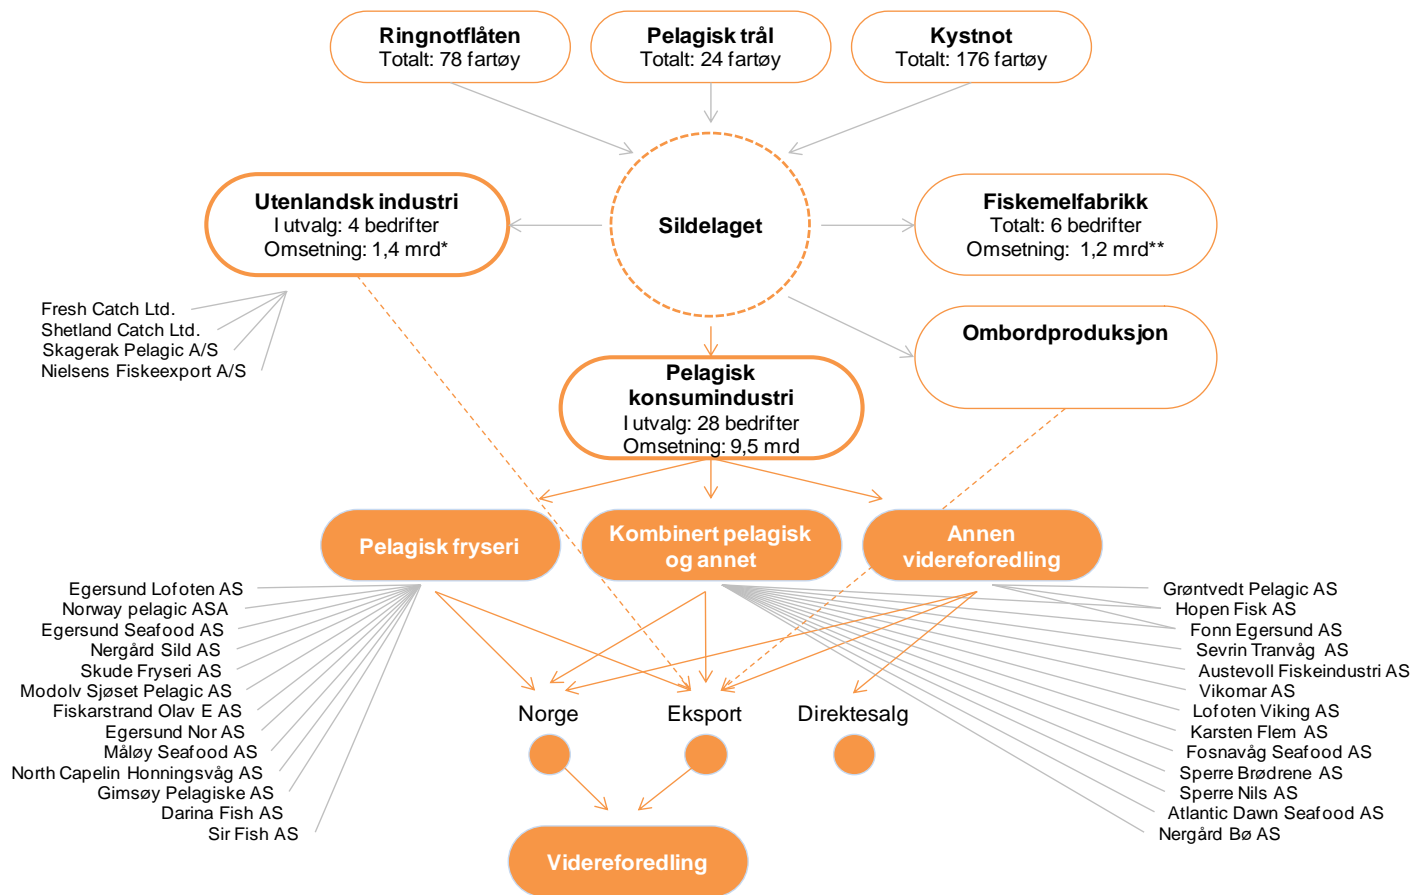 Ringnotflåten
Totalt: 78 fartøy
Pelagisk trål
Totalt: 24 fartøy
Kystnot
Totalt: 176 fartøy
Utenlandsk industri
I utvalg: 4 bedrifter
Omsetning: 1,4 mrd*
Sildelaget
Fiskemelfabrikk
Totalt: 6 bedrifter
Omsetning: 1,2 mrd**
Fresh Catch Ltd.
Shetland Catch Ltd.
Skagerak Pelagic A/S
Nielsens Fiskeexport A/S
Ombordproduksjon
Pelagisk
konsumindustri
I utvalg: 28 bedrifter
Omsetning: 9,5 mrd
Pelagisk fryseri
Kombinert pelagisk
og annet
Annen
videreforedling
Egersund Lofoten AS
Norway pelagic ASA
Egersund Seafood AS
Nergård Sild AS
Skude Fryseri AS
Modolv Sjøset Pelagic AS
Fiskarstrand Olav E AS
Egersund Nor AS
Måløy Seafood AS
North Capelin Honningsvåg AS
Gimsøy Pelagiske AS
Darina Fish AS
Sir Fish AS
Grøntvedt Pelagic AS
Hopen Fisk AS
Fonn Egersund AS
Sevrin Tranvåg AS
Austevoll Fiskeindustri AS
Vikomar AS
Lofoten Viking AS
Karsten Flem AS
Fosnavåg Seafood AS
Sperre Brødrene AS
Sperre Nils AS
Atlantic Dawn Seafood AS
Nergård Bø AS
Norge
Eksport
Direktesalg
Videreforedling